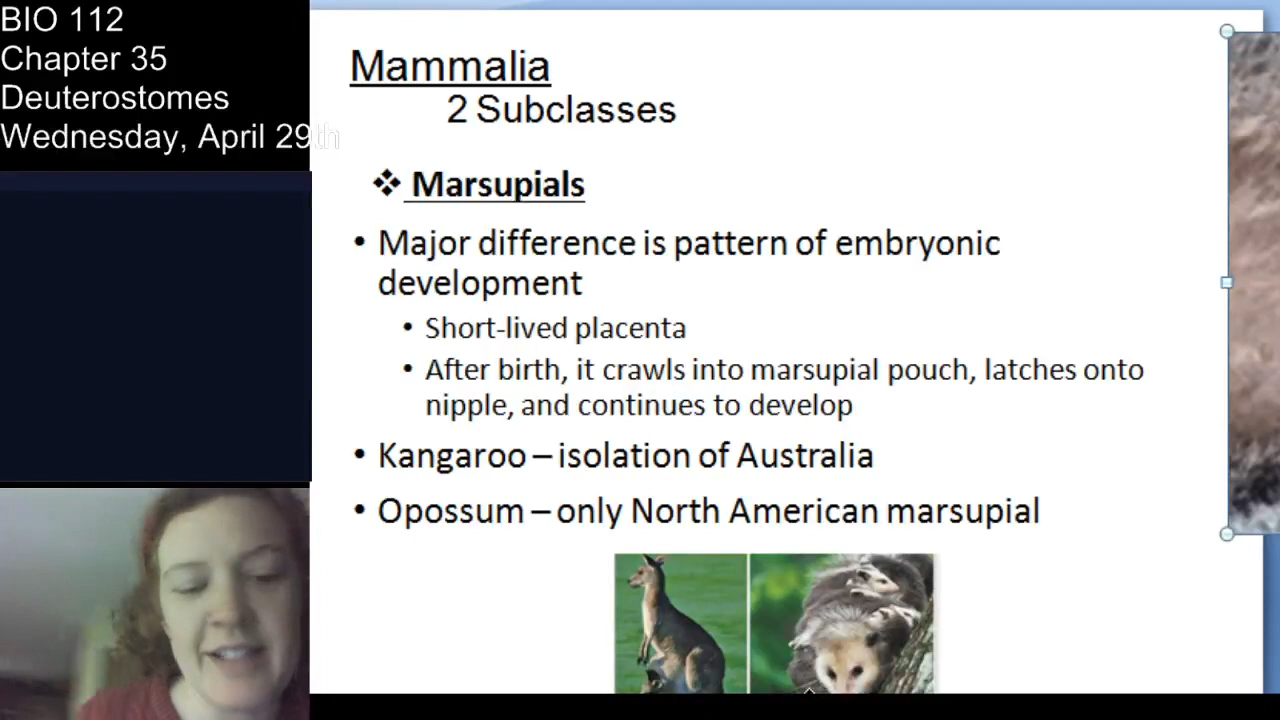 BIO 112
Chapter 35
Deuterostomes
Wednesday, April 29th
Mammalia
2 Subclasses
❖ Marsupials
• Major difference is pattern of embryonic
development
• Short-lived placenta
• After birth, it crawls into marsupial pouch, latches onto
nipple, and continues to develop
• Kangaroo – isolation of Australia
• Opossum – only North American marsupial